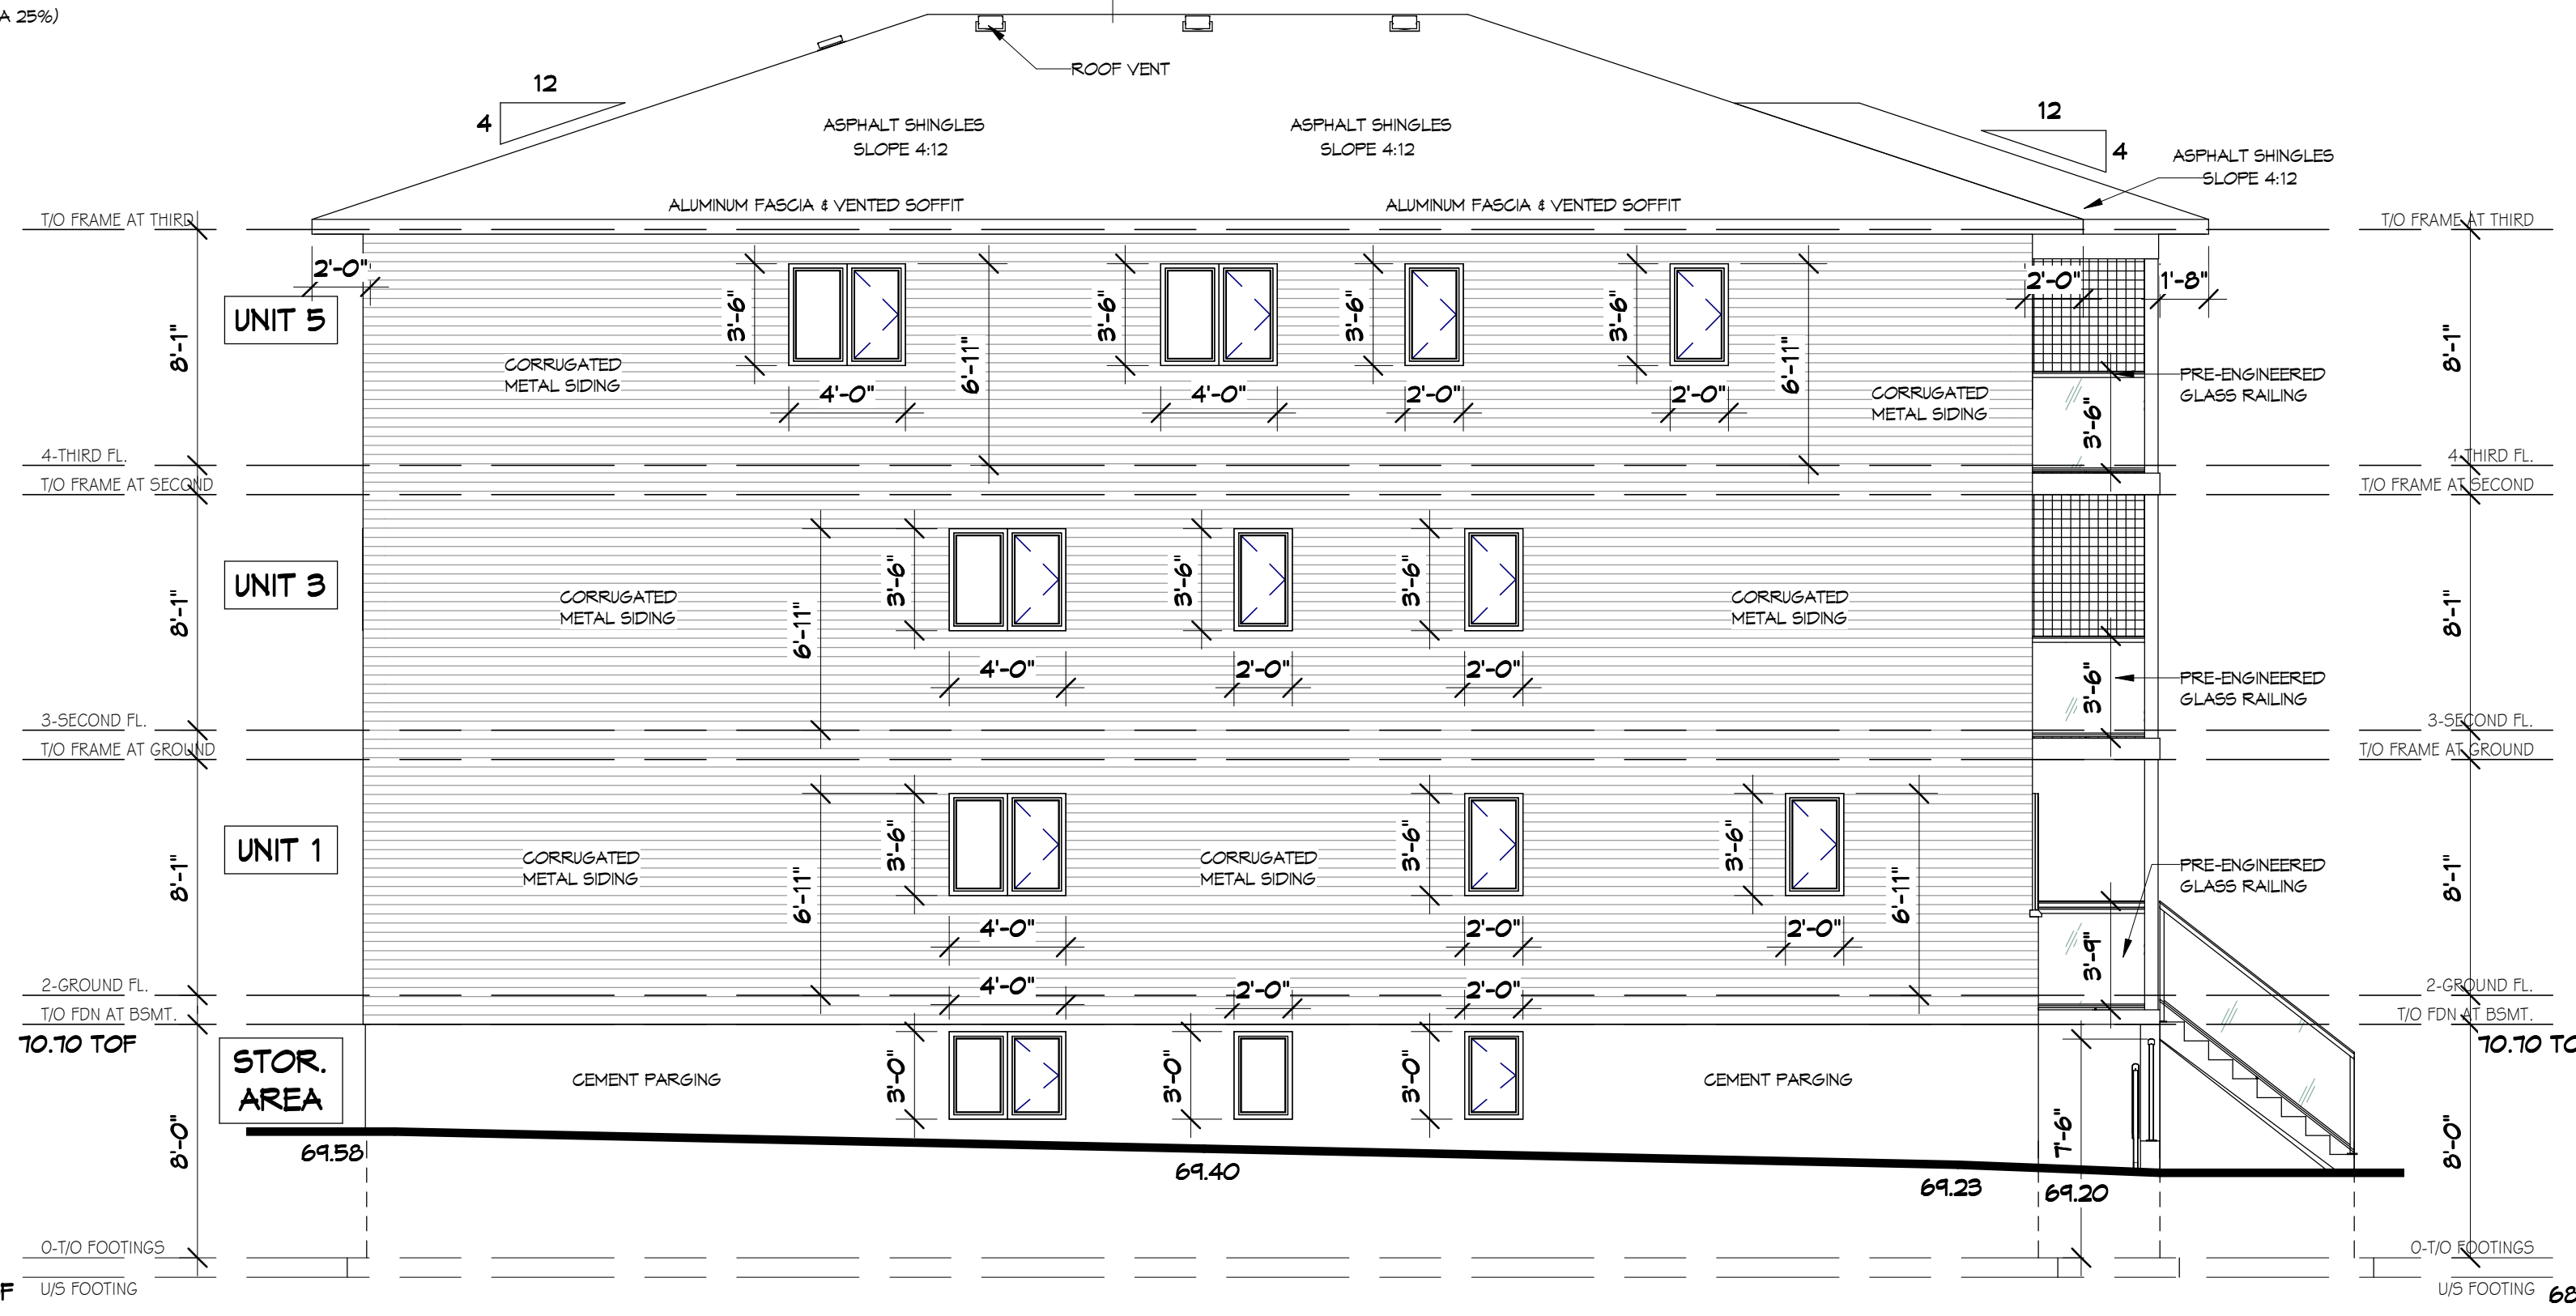 A 25%)
ROOF VENT
12
4
12
4
ASPHALT SHINGLES
SLOPE 4:12
ASPHALT SHINGLES
SLOPE 4:12
ASPHALT SHINGLES
SLOPE 4:12
ALUMINUM FASCIA & VENTED SOFFIT
ALUMINUM FASCIA & VENTED SOFFIT
T/O FRAME AT THIRD
T/O FRAME AT THIRD
2'-0"
2'-0"
1'-8"
UNIT 5
8'-1"
3'-6"
6'-11"
3'-6"
3'-6"
3'-6"
6'-11"
8'-1"
CORRUGATED
METAL SIDING
4'-0"
4'-0"
2'-0"
2'-0"
CORRUGATED
METAL SIDING
PRE-ENGINEERED
GLASS RAILING
3'-6"
4-THIRD FL.
4-THIRD FL.
T/O FRAME AT SECOND
T/O FRAME AT SECOND
UNIT 3
8'-1"
6'-11"
3'-6"
3'-6"
3'-6"
8'-1"
CORRUGATED
METAL SIDING
CORRUGATED
METAL SIDING
4'-0"
2'-0"
2'-0"
3'-6"
PRE-ENGINEERED
GLASS RAILING
3-SECOND FL.
3-SECOND FL.
T/O FRAME AT GROUND
T/O FRAME AT GROUND
UNIT 1
8'-1"
6'-11"
3'-6"
3'-6"
3'-6"
6'-11"
8'-1"
CORRUGATED
METAL SIDING
CORRUGATED
METAL SIDING
PRE-ENGINEERED
GLASS RAILING
4'-0"
2'-0"
2'-0"
3'-9"
4'-0"
2'-0"
2'-0"
2-GROUND FL.
2-GROUND FL.
T/O FDN AT BSMT.
T/O FDN AT BSMT.
70.70 TOF
70.70 TO
STOR.
AREA
8'-0"
CEMENT PARGING
3'-0"
3'-0"
3'-0"
CEMENT PARGING
7'-6"
8'-0"
69.58
69.40
69.23
69.20
0-T/O FOOTINGS
0-T/O FOOTINGS
F
U/S FOOTING
U/S FOOTING
68